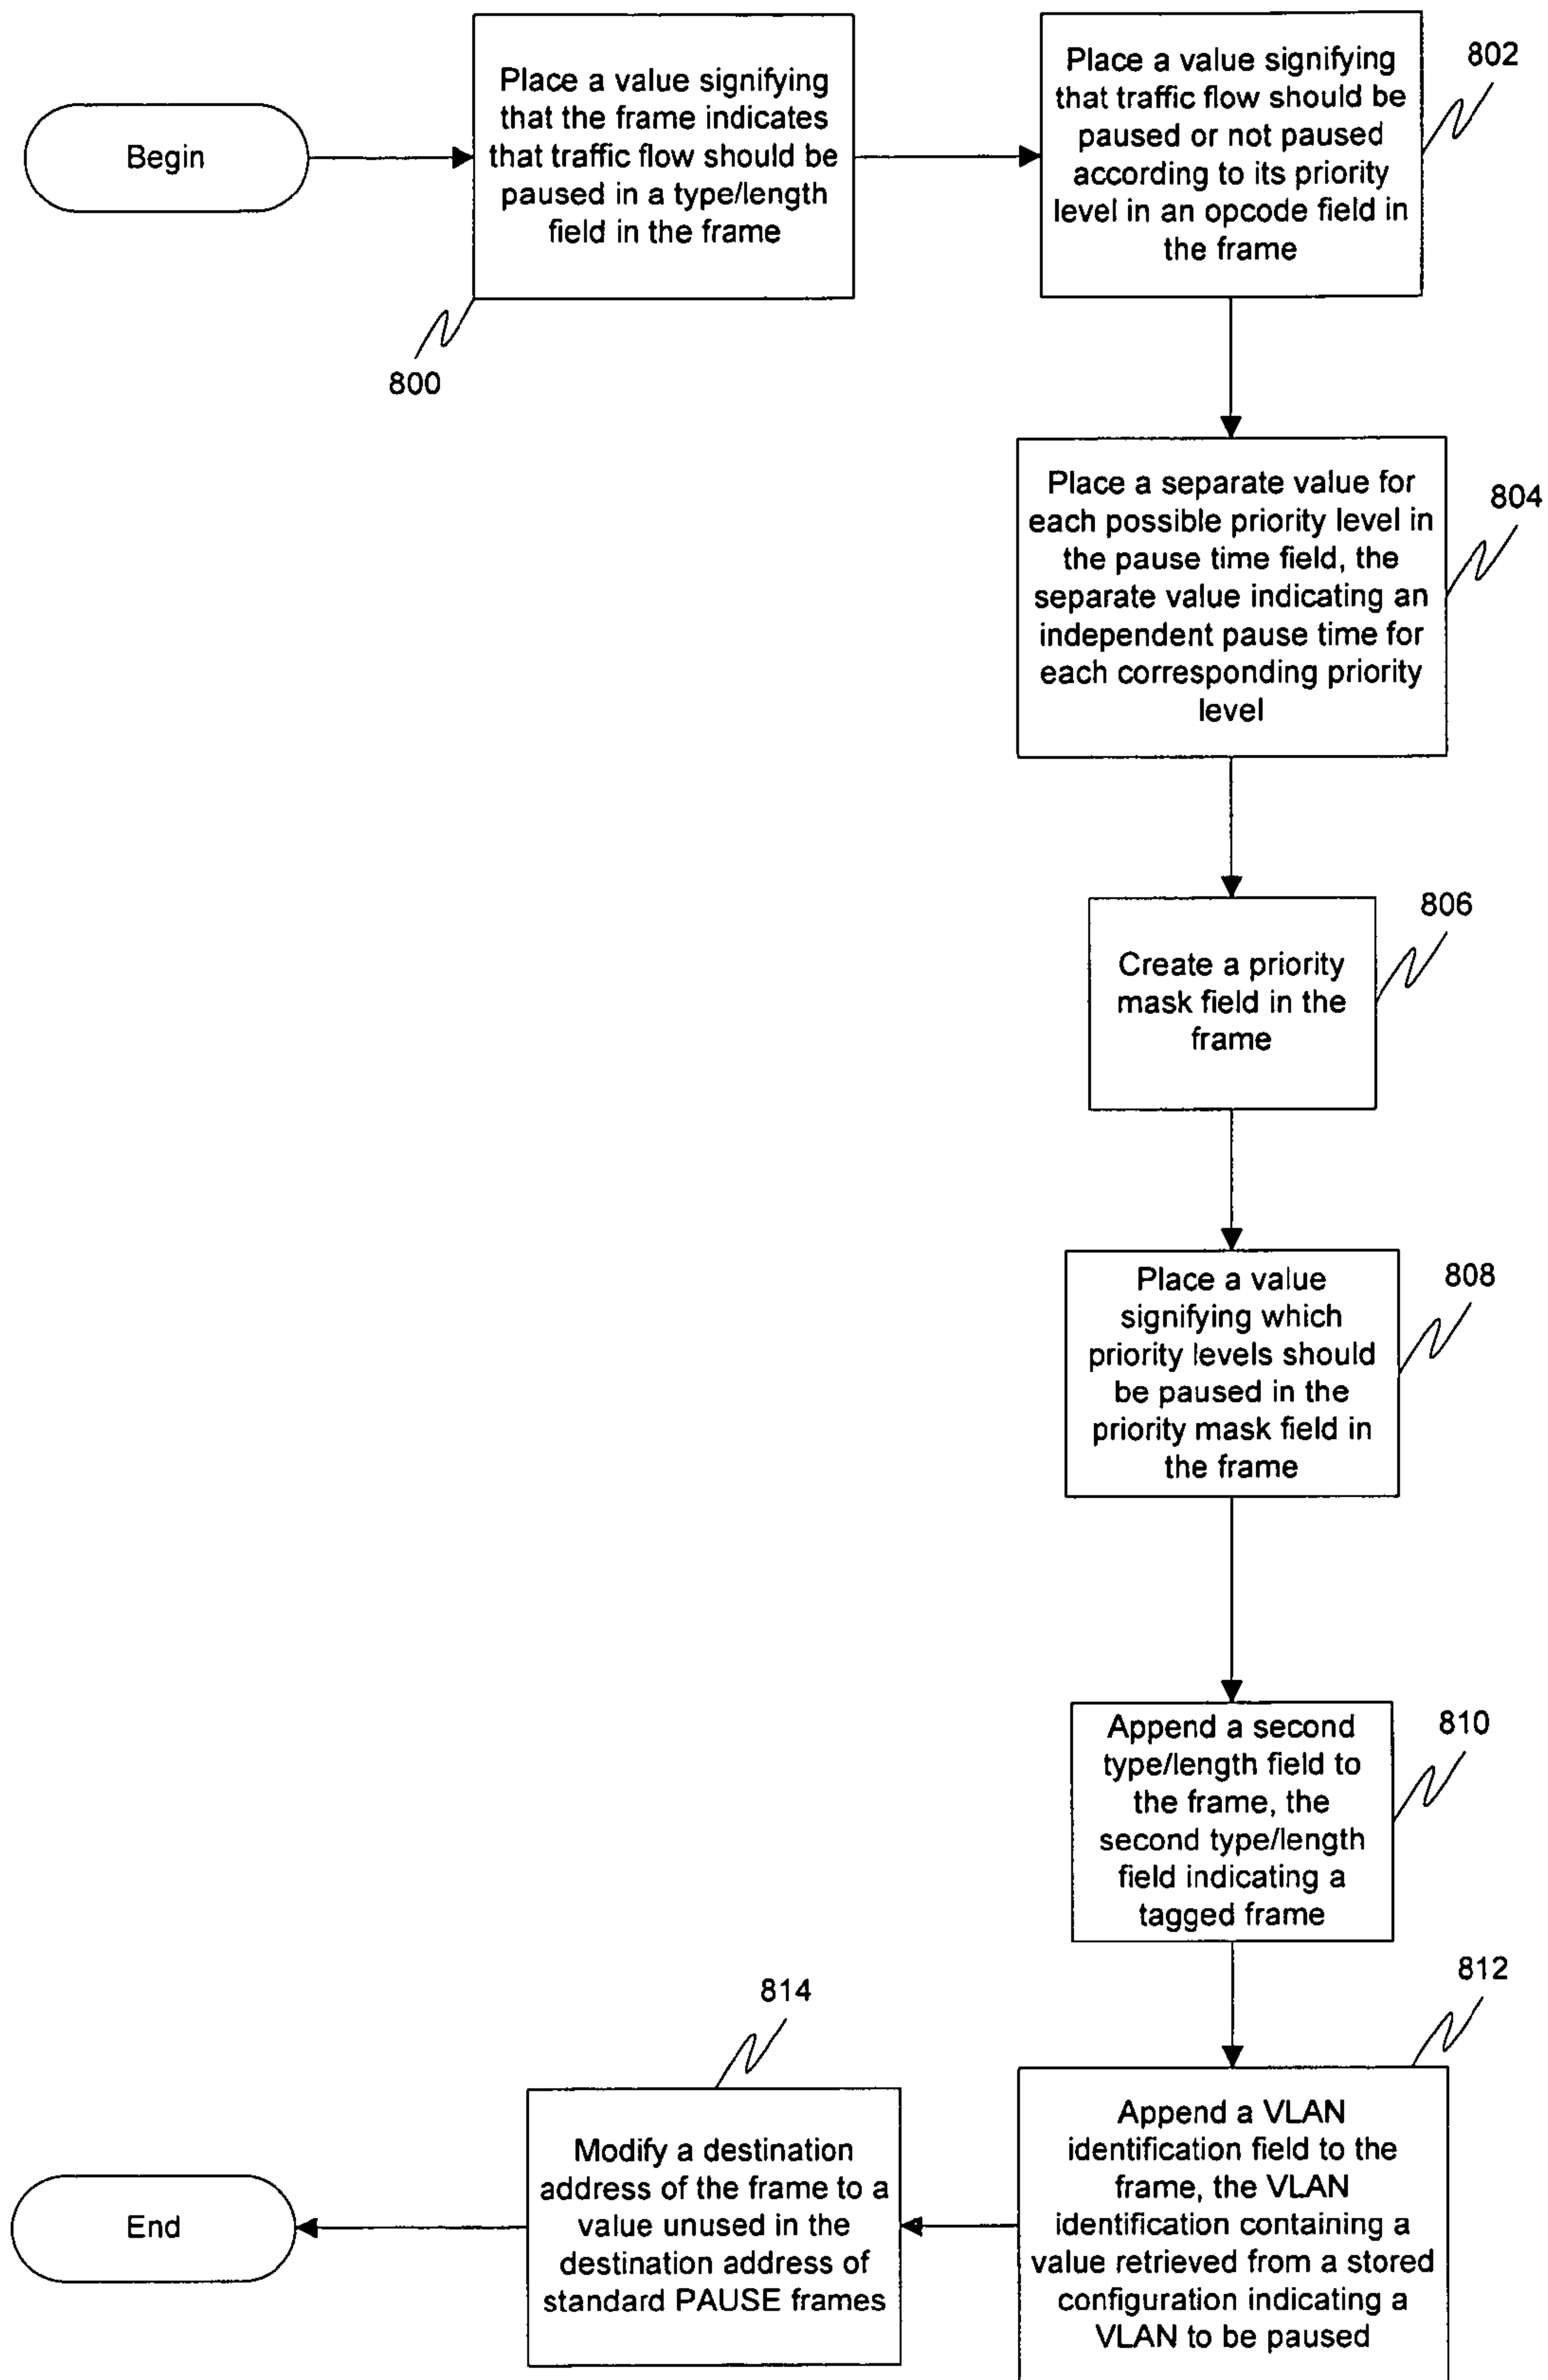 Begin
Place a value signifying
that the frame indicates
that traffic flow should be
paused in a type/length
field in the frame
800
Place a value signifying
that traffic flow should be
paused or not paused
according to its priority
level in an opcode field in
the frame
802
Place a separate value for
each possible priority level in
the pause time field, the
separate value indicating an
independent pause time for
each corresponding priority
level
804
Create a priority
mask field in the
frame
806
Place a value
signifying which
priority levels should
be paused in the
priority mask field in
the frame
808
Append a second
type/length field to
the frame, the
second type/length
field indicating a
tagged frame
810
Append a VLAN
identification field to the
frame, the VLAN
identification containing a
value retrieved from a stored
configuration indicating a
VLAN to be paused
812
Modify a destination
address of the frame to a
value unused in the
destination address of
standard PAUSE frames
814
End